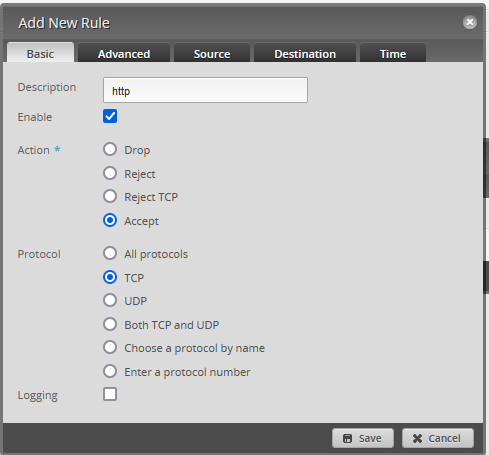 Add New Rule
Basic Advanced Source Destination Time
Description http
Enable
Action * Drop
Reject
Reject TCP
Accept
Protocol All protocols
TCP
UDP
Both TCP and UDP
Choose a protocol by name
Enter a protocol number
Logging
Save Cancel